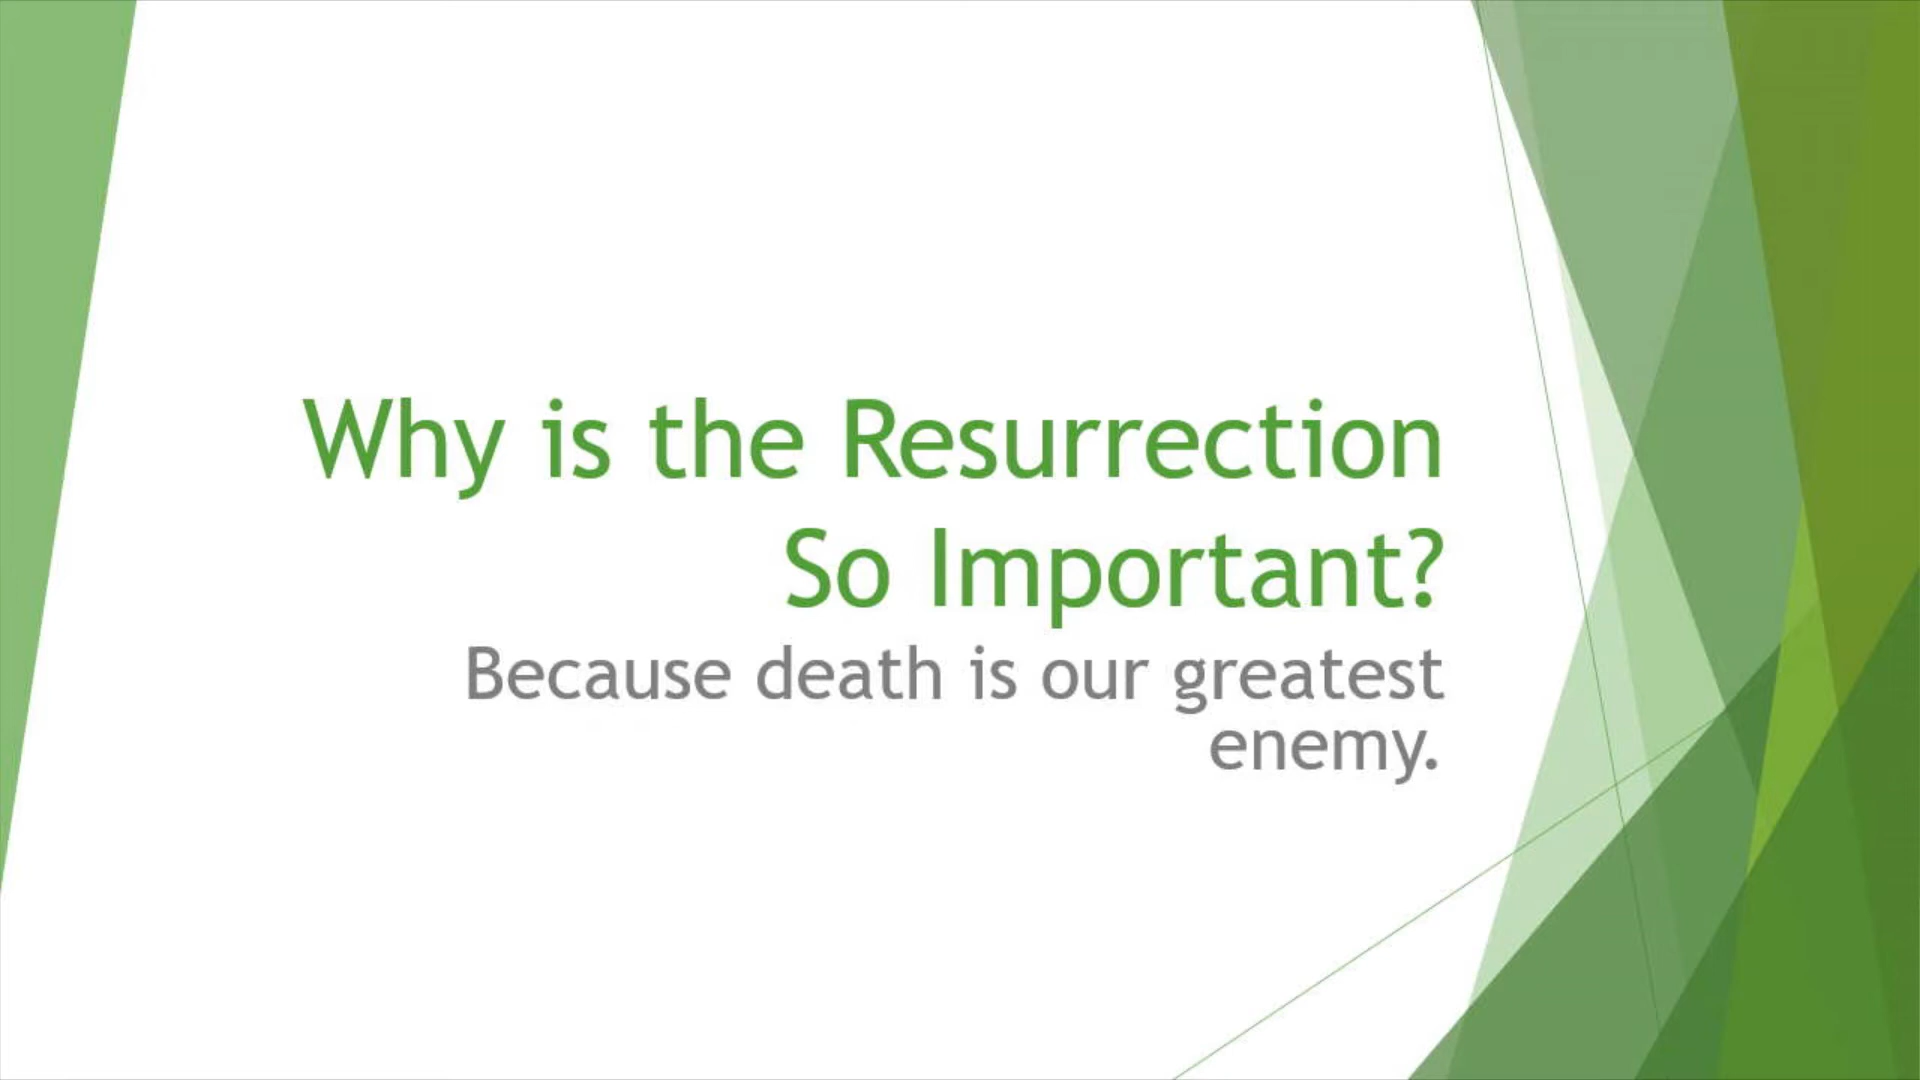 Why is the Resurrection
So Important?
Because death is our greatest
enemy.